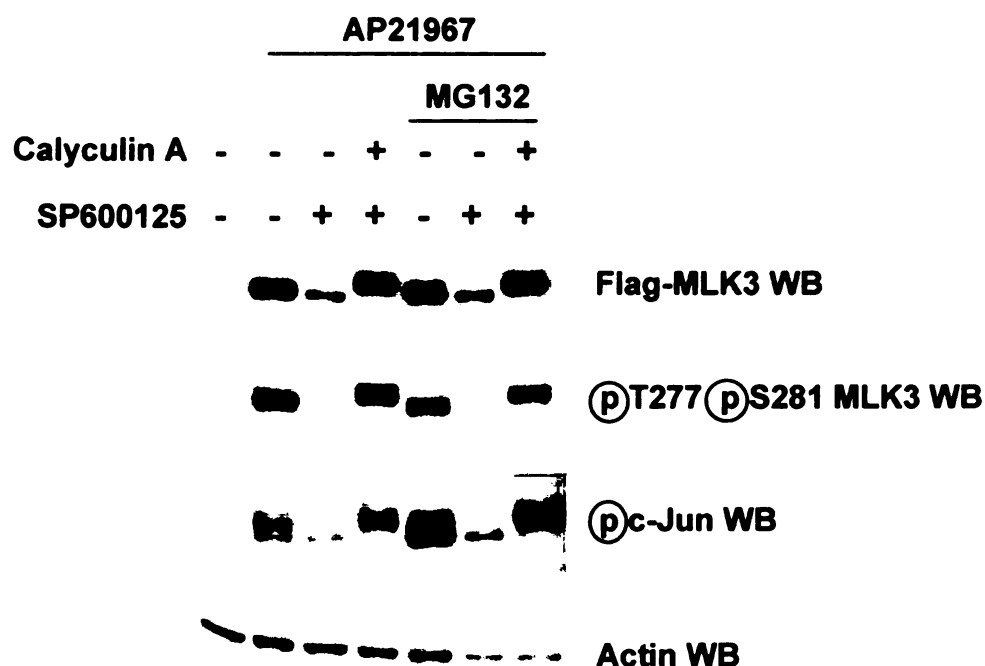 AP21967
MG132
Calyculin A - - - + - - +
SP600125 - - + + - + +
Flag-MLK3 WB
pT277 pS281 MLK3 WB
pc-Jun WB
Actin WB